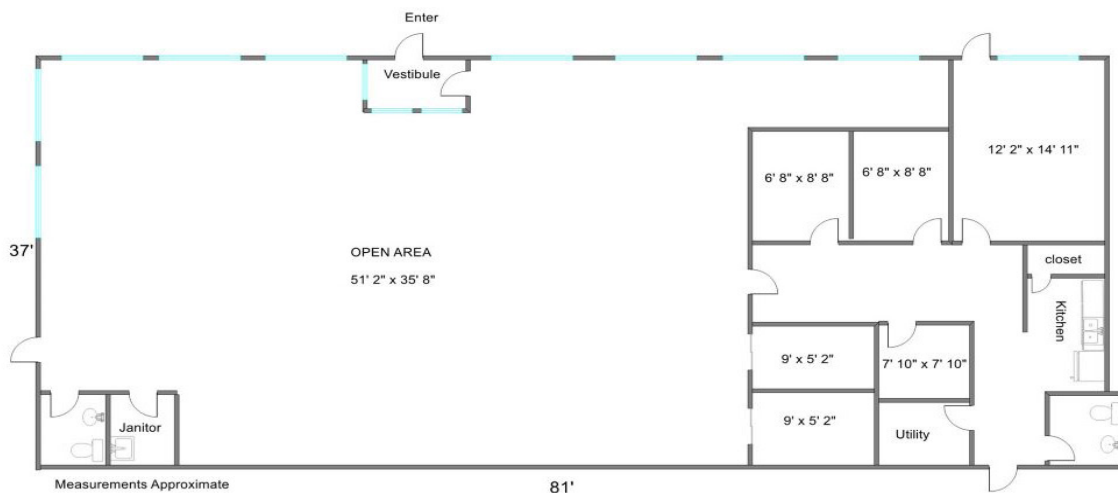 Enter
Vestibule
12' 2" x 14' 11"
6' 8" x 8' 8"
6' 8" x 8' 8"
37'
OPEN AREA
51' 2" x 35' 8"
closet
Kitchen
9' x 5' 2"
7' 10" x 7' 10"
9' x 5' 2"
Janitor
Utility
Measurements Approximate
81'